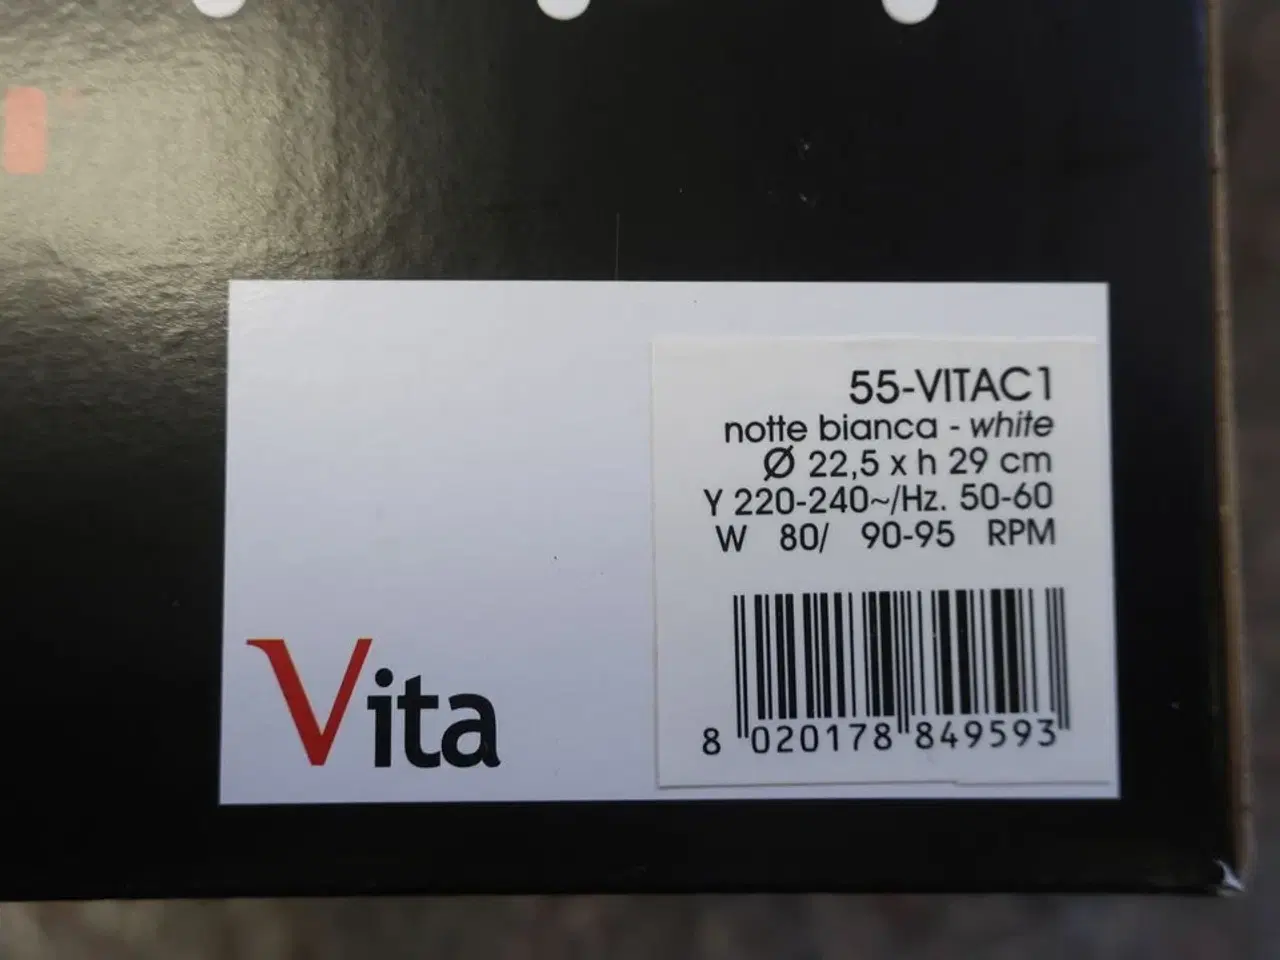 55-VITAC1
notte bianca - white
Ø 22,5 x h 29 cm
Y 220-240~/Hz. 50-60
W 80/ 90-95 RPM
8 020178 849593
Vita